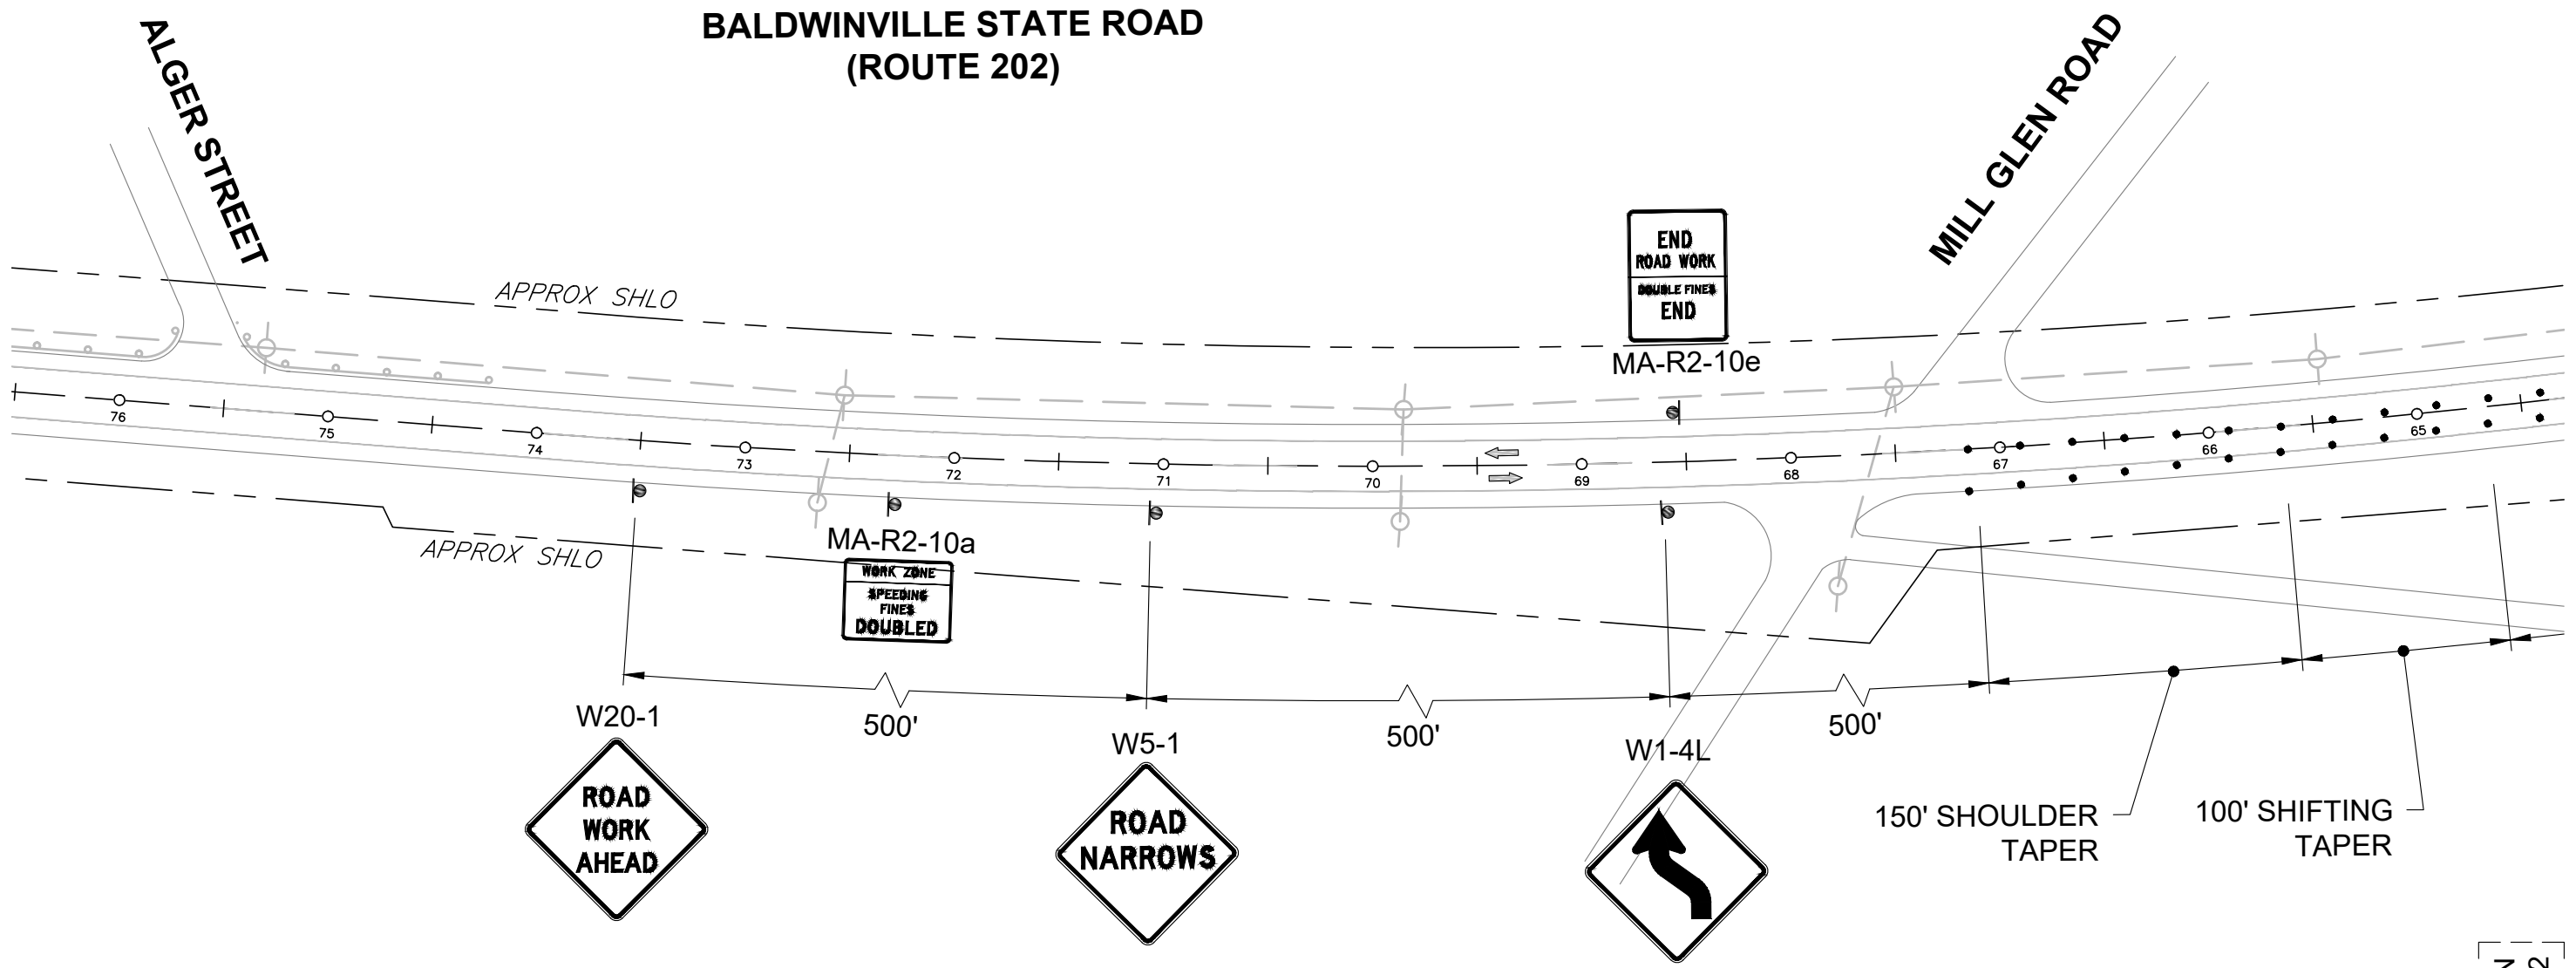 BALDWINVILLE STATE ROAD
(ROUTE 202)
ALGER STREET
MILL GLEN ROAD
END
ROAD WORK
DOUBLE FINES
END
MA-R2-10e
APPROX SHLO
76
75
74
73
72
71
70
69
68
67
66
65
APPROX SHLO
MA-R2-10a
WORK ZONE
SPEEDING
FINES
DOUBLED
500'
500'
500'
W20-1
W5-1
W1-4L
ROAD
WORK
AHEAD
ROAD
NARROWS
150' SHOULDER
TAPER
100' SHIFTING
TAPER